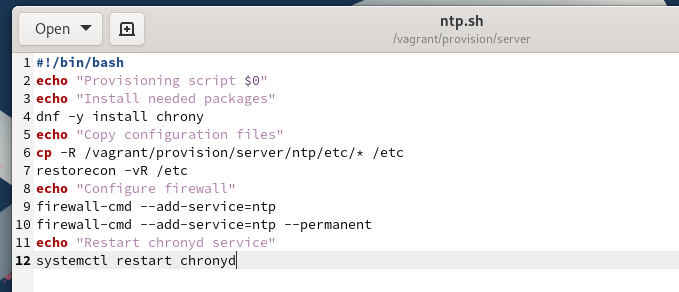 Open
ntp.sh
/vagrant/provision/server
1 #!/bin/bash
2 echo "Provisioning script $0"
3 echo "Install needed packages"
4 dnf -y install chrony
5 echo "Copy configuration files"
6 cp -R /vagrant/provision/server/ntp/etc/* /etc
7 restorecon -vR /etc
8 echo "Configure firewall"
9 firewall-cmd --add-service=ntp
10 firewall-cmd --add-service=ntp --permanent
11 echo "Restart chronyd service"
12 systemctl restart chronyd